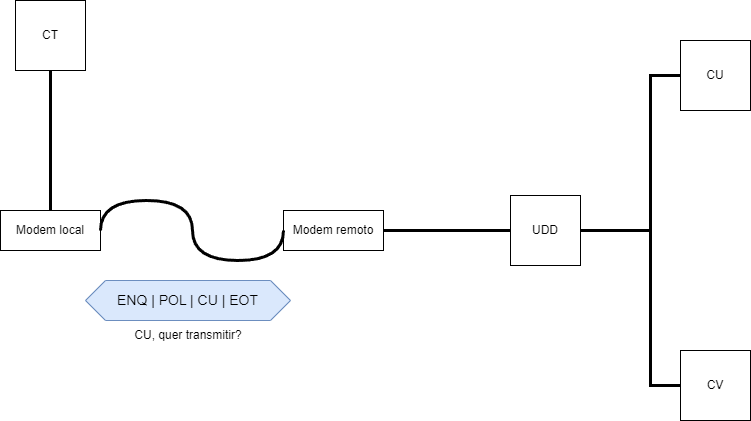 CT
CU
Modem local
Modem remoto
UDD
ENQ | POL | CU | EOT
CU, quer transmitir?
CV